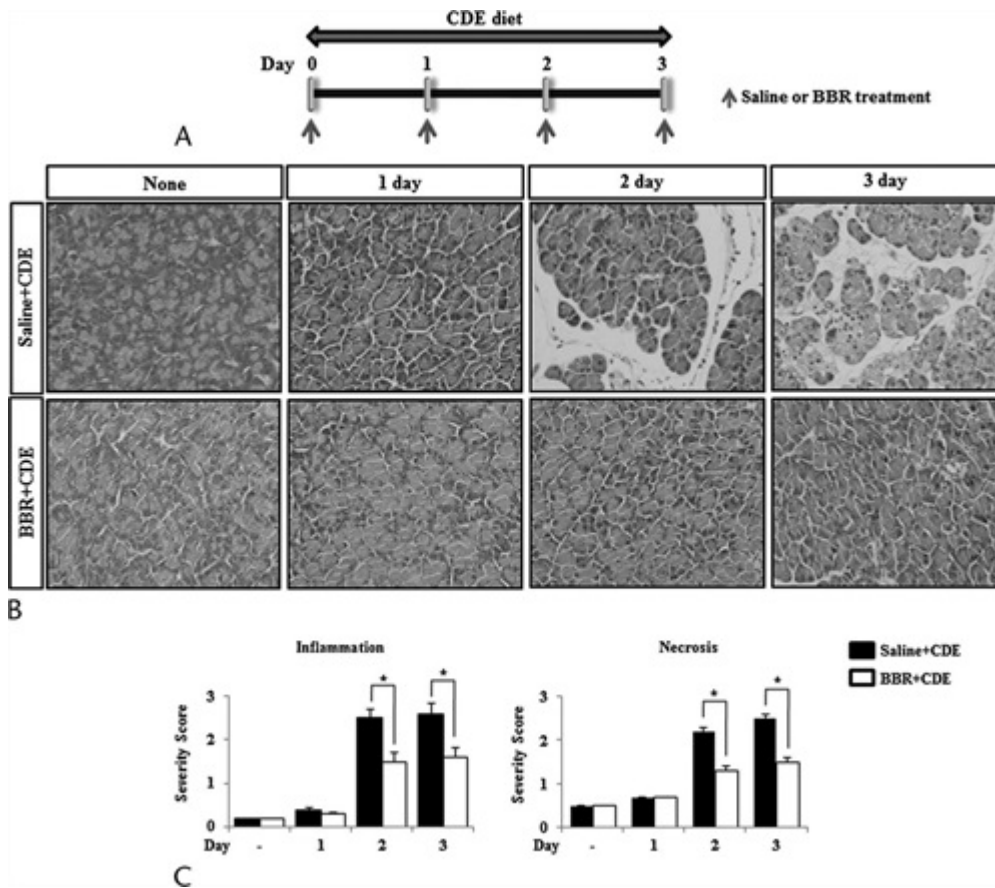 CDE diet
Day 0 1 2 3
Saline or BBR treatment
A
None 1 day 2 day 3 day
Saline+CDE
BBR+CDE
B
Inflammation
Severity Score
3
2
1
0
* *
Day - 1 2 3
Necrosis
Severity Score
3
2
1
0
* *
Day - 1 2 3
Saline+CDE
BBR+CDE
C